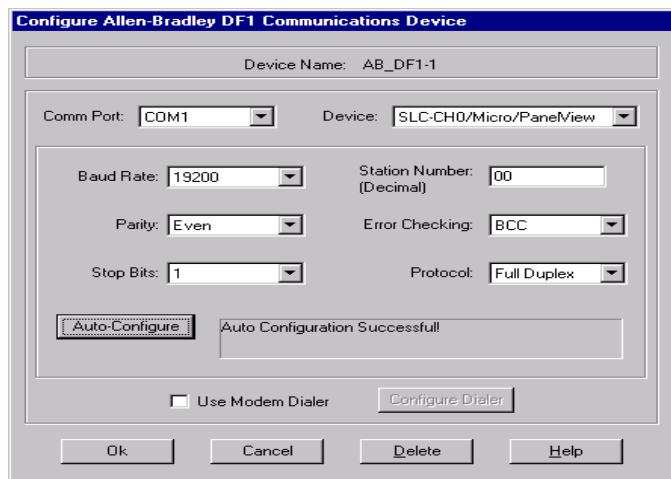 Configure Allen-Bradley DF1 Communications Device
Device Name: AB_DF1-1
Comm Port: COM1 Device: SLC-CH0/Micro/PanelView
Baud Rate: 19200 Station Number: 00
(Decimal)
Parity: Even Error Checking: BCC
Stop Bits: 1 Protocol: Full Duplex
Auto-Configure Auto Configuration Successful!
Use Modem Dialer Configure Dialer
Ok Cancel Delete Help